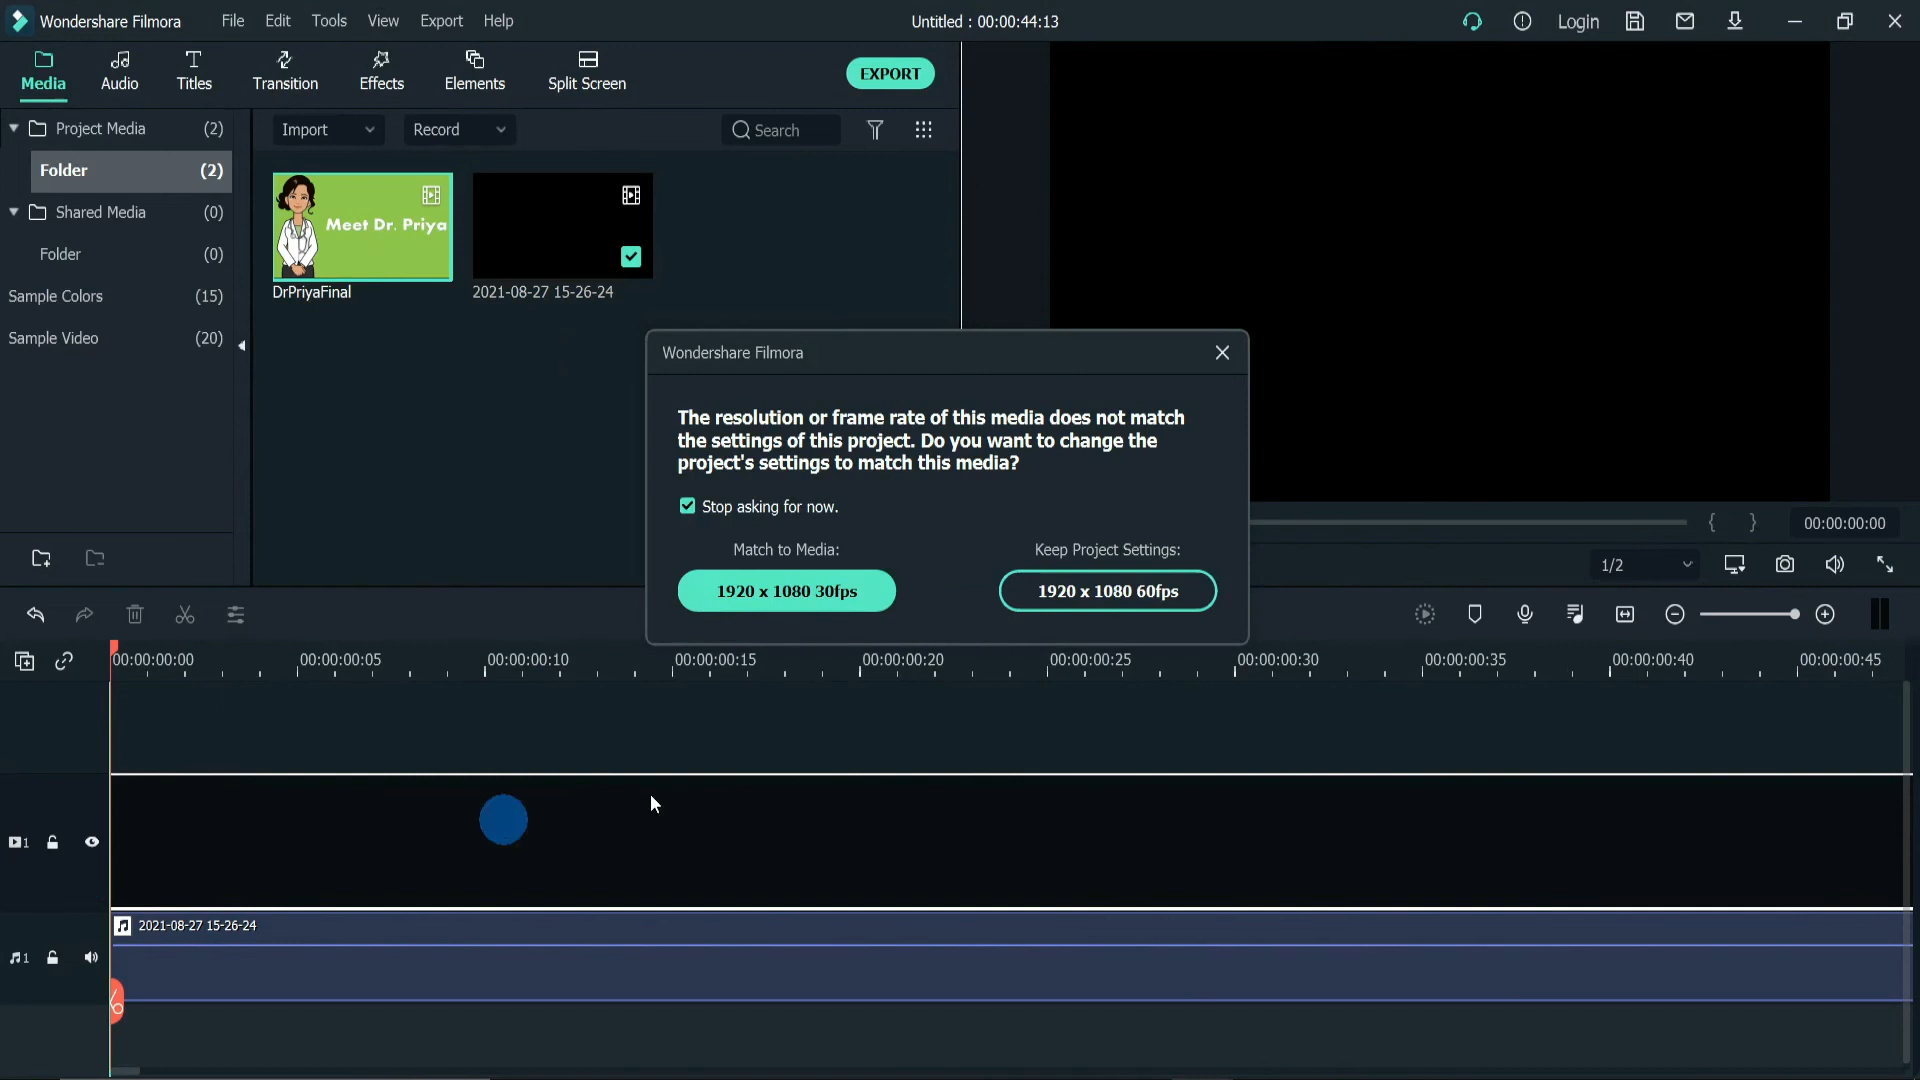 Wondershare Filmora File Edit Tools View Export Help Untitled : 00:00:44:13 Login
Media Audio Titles Transition Effects Elements Split Screen EXPORT
Project Media (2)
Folder (2)
Shared Media (0)
Folder (0)
Sample Colors (15)
Sample Video (20)
Import Record Search
Meet Dr. Priya
DrPriyaFinal
2021-08-27 15-26-24
Wondershare Filmora
The resolution or frame rate of this media does not match
the settings of this project. Do you want to change the
project's settings to match this media?
Stop asking for now.
Match to Media: Keep Project Settings:
1920 x 1080 30fps 1920 x 1080 60fps
{ } 00:00:00:00
1/2
00:00:00:00 00:00:00:05 00:00:00:10 00:00:00:15 00:00:00:20 00:00:00:25 00:00:00:30 00:00:00:35 00:00:00:40 00:00:00:45
1
2021-08-27 15-26-24
1